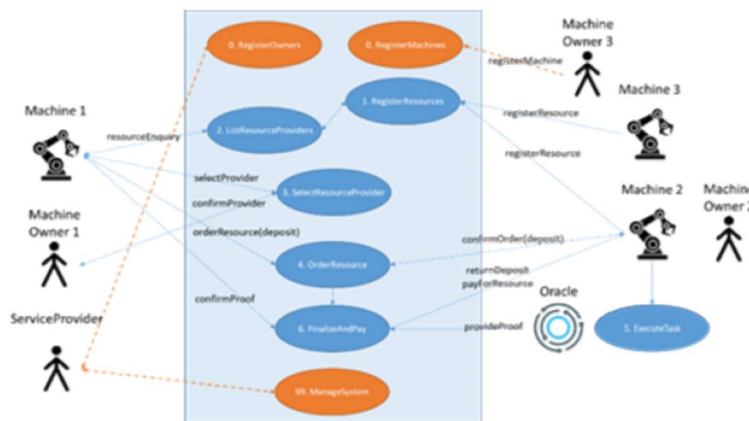 Machine
Owner 3
0. RegisterOwners
0. RegisterMachines
registerMachine
Machine 1
Machine 3
1. RegisterResources
resourceEnquiry
2. ListResourceProviders
registerResource
registerResource
selectProvider
3. SelectResourceProvider
Machine 2
confirmProvider
Machine
Owner 1
Machine
Owner 2
orderResource(deposit)
confirmOrder(deposit)
4. OrderResource
returnDeposit
payForResource
Oracle
confirmProof
ServiceProvider
6. FinalizeAndPay
provideProof
5. ExecuteTask
99. ManageSystem